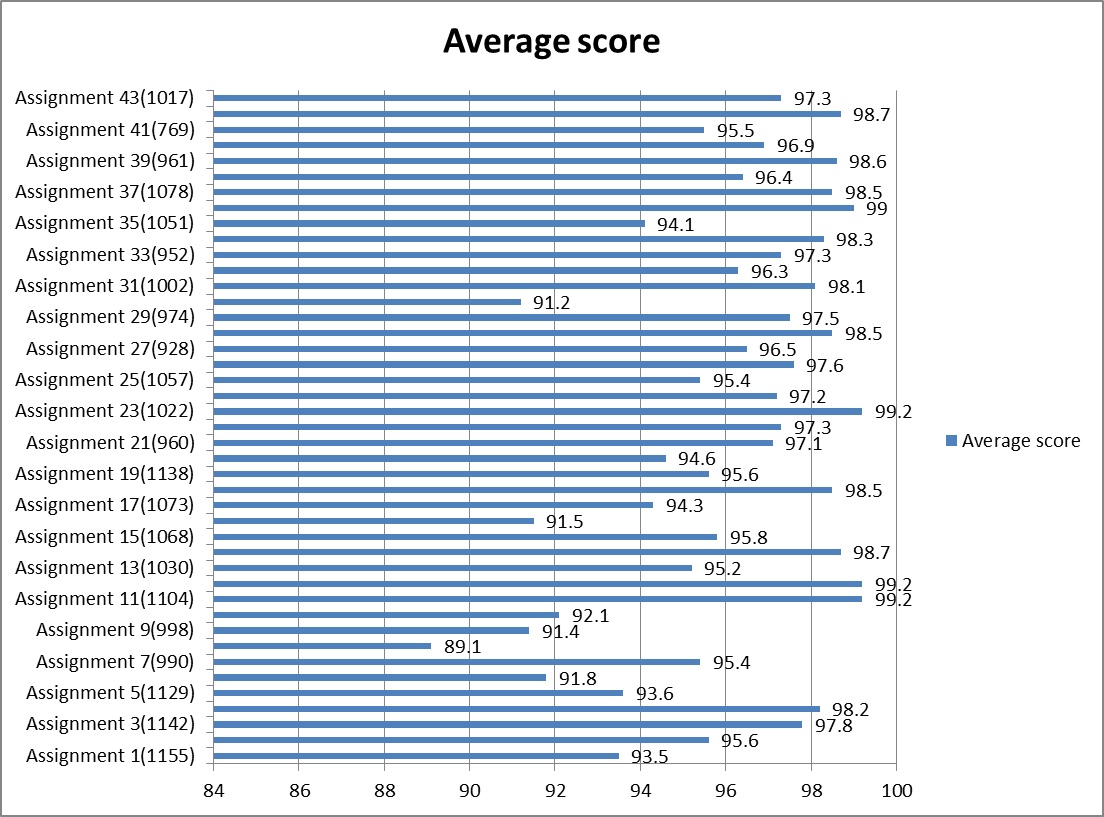 Average score
Assignment 43(1017) 97.3
98.7
Assignment 41(769) 95.5
96.9
Assignment 39(961) 98.6
96.4
Assignment 37(1078) 98.5
99
Assignment 35(1051) 94.1
98.3
Assignment 33(952) 97.3
96.3
Assignment 31(1002) 98.1
91.2
Assignment 29(974) 97.5
98.5
Assignment 27(928) 96.5
97.6
Assignment 25(1057) 95.4
97.2
Assignment 23(1022) 99.2
97.3
Assignment 21(960) 97.1
Average score
94.6
Assignment 19(1138) 95.6
98.5
Assignment 17(1073) 94.3
91.5
Assignment 15(1068) 95.8
98.7
Assignment 13(1030) 95.2
99.2
Assignment 11(1104) 99.2
92.1
Assignment 9(998) 91.4
89.1
Assignment 7(990) 95.4
91.8
Assignment 5(1129) 93.6
98.2
Assignment 3(1142) 97.8
95.6
Assignment 1(1155) 93.5
84 86 88 90 92 94 96 98 100